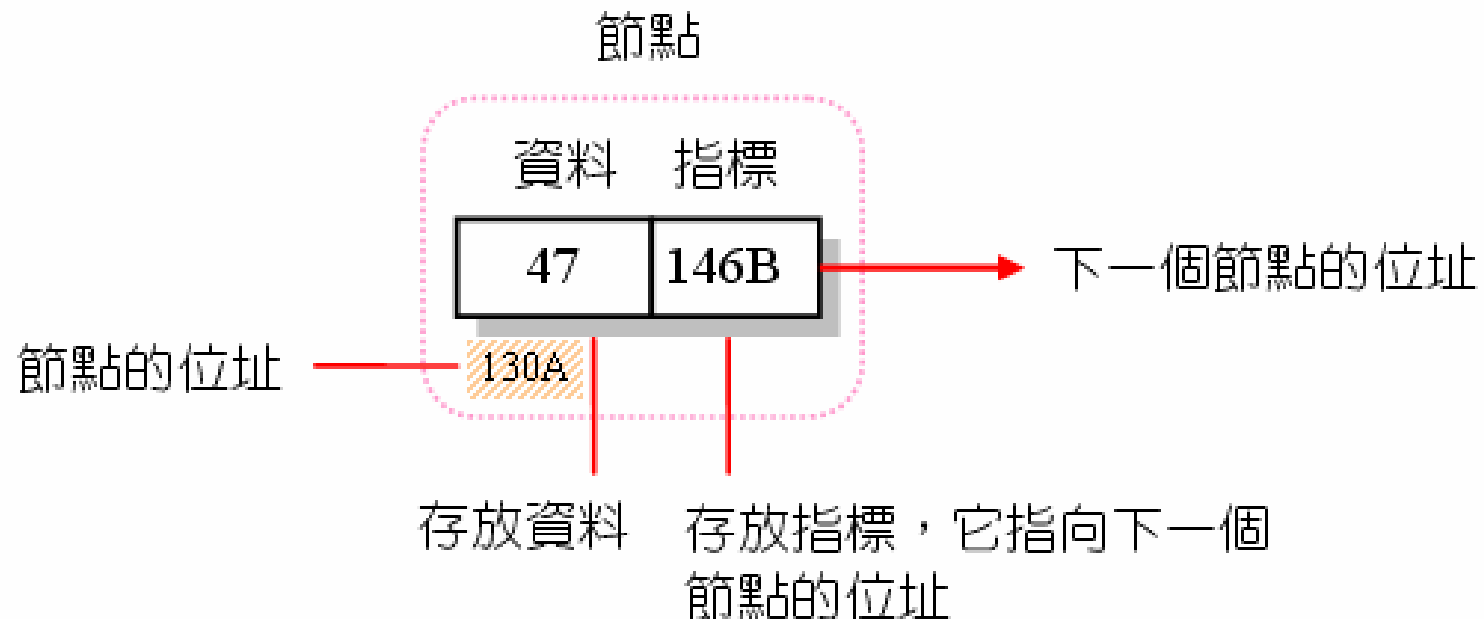 節點
資料 指標
47 146B
下一個節點的位址
節點的位址
130A
存放資料
存放指標，它指向下一個
節點的位址